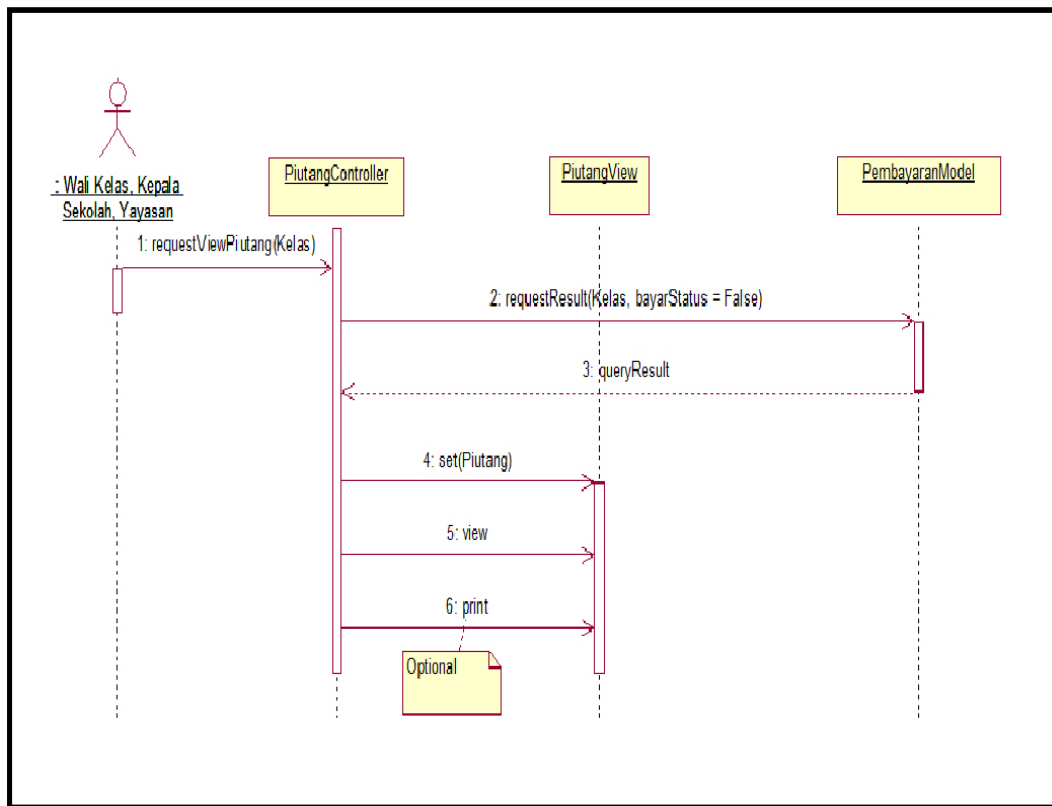 : Wali Kelas, Kepala
Sekolah, Yayasan
PiutangController
PiutangView
PembayaranModel
1: requestViewPiutang(Kelas)
2: requestResult(Kelas, bayarStatus = False)
3: queryResult
4: set(Piutang)
5: view
6: print
Optional